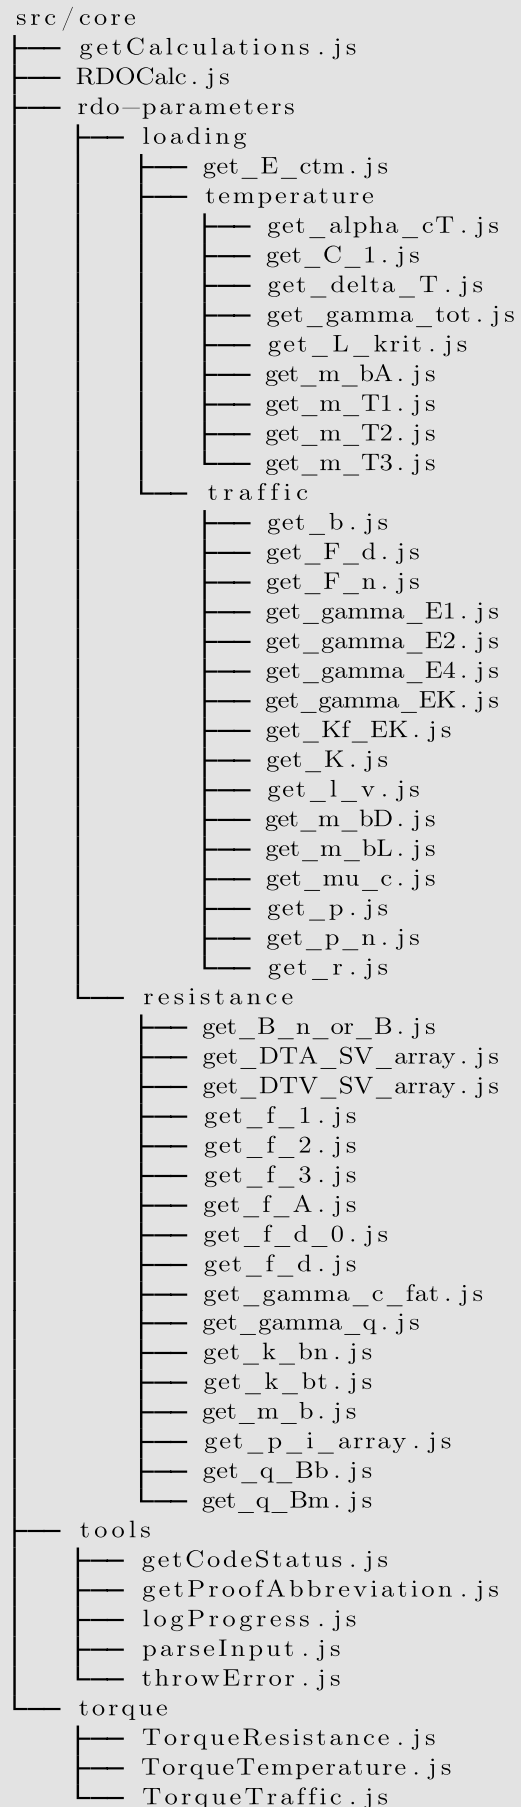 src/core
getCalculations.js
RDOCalc.js
rdo-parameters
loading
get_E_ctm.js
temperature
get_alpha_cT.js
get_C_1.js
get_delta_T.js
get_gamma_tot.js
get_L_krit.js
get_m_bA.js
get_m_T1.js
get_m_T2.js
get_m_T3.js
traffic
get_b.js
get_F_d.js
get_F_n.js
get_gamma_E1.js
get_gamma_E2.js
get_gamma_E4.js
get_gamma_EK.js
get_Kf_EK.js
get_K.js
get_l_v.js
get_m_bD.js
get_m_bL.js
get_mu_c.js
get_p.js
get_p_n.js
get_r.js
resistance
get_B_n_or_B.js
get_DTA_SV_array.js
get_DTV_SV_array.js
get_f_1.js
get_f_2.js
get_f_3.js
get_f_A.js
get_f_d_0.js
get_f_d.js
get_gamma_c_fat.js
get_gamma_q.js
get_k_bn.js
get_k_bt.js
get_m_b.js
get_p_i_array.js
get_q_Bb.js
get_q_Bm.js
tools
getCodeStatus.js
getProofAbbreviation.js
logProgress.js
parseInput.js
throwError.js
torque
TorqueResistance.js
TorqueTemperature.js
TorqueTraffic.js